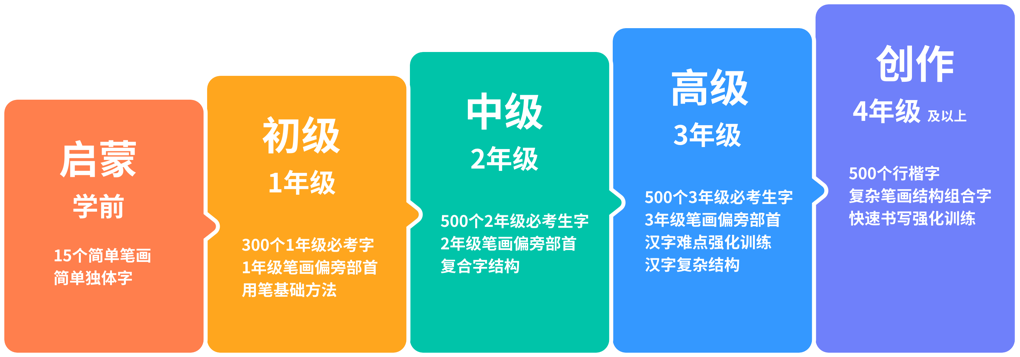 启蒙
学前
15个简单笔画
简单独体字
初级
1年级
300个1年级必考字
1年级笔画偏旁部首
用笔基础方法
中级
2年级
500个2年级必考生字
2年级笔画偏旁部首
复合字结构
高级
3年级
500个3年级必考生字
3年级笔画偏旁部首
汉字难点强化训练
汉字复杂结构
创作
4年级 及以上
500个行楷字
复杂笔画结构组合字
快速书写强化训练